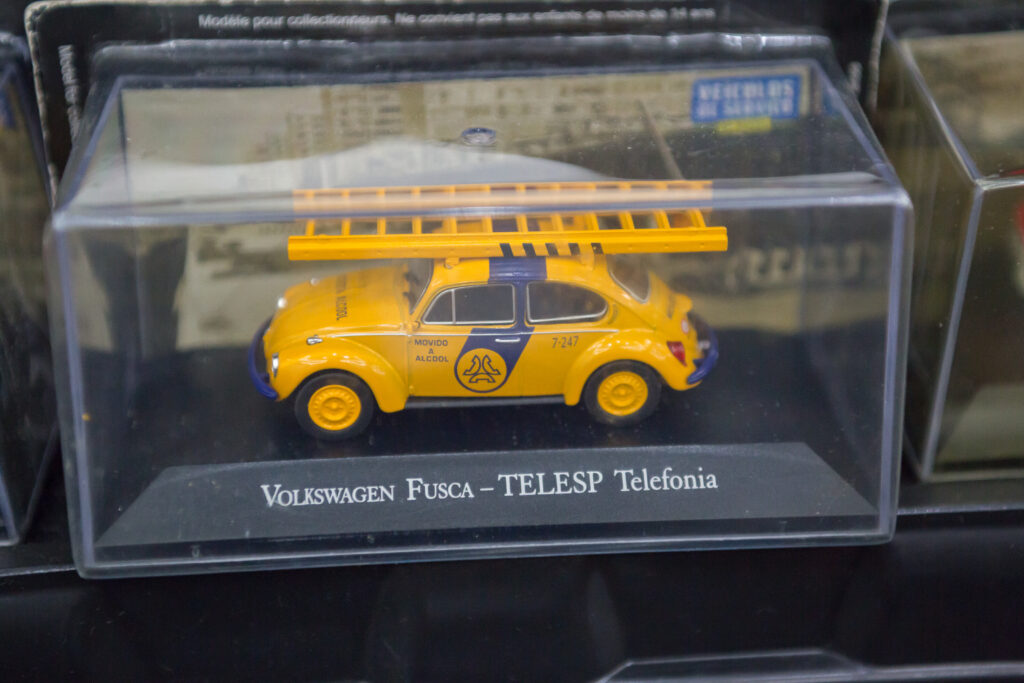 Modèle pour collectionneurs. Ne convient pas aux enfants de moins de 14 ans
VEÍCULOS
DE SERVIÇO
ALCOOL
MOVIDO
A
ALCOOL
7-247
VOLKSWAGEN FUSCA – TELESP Telefonia